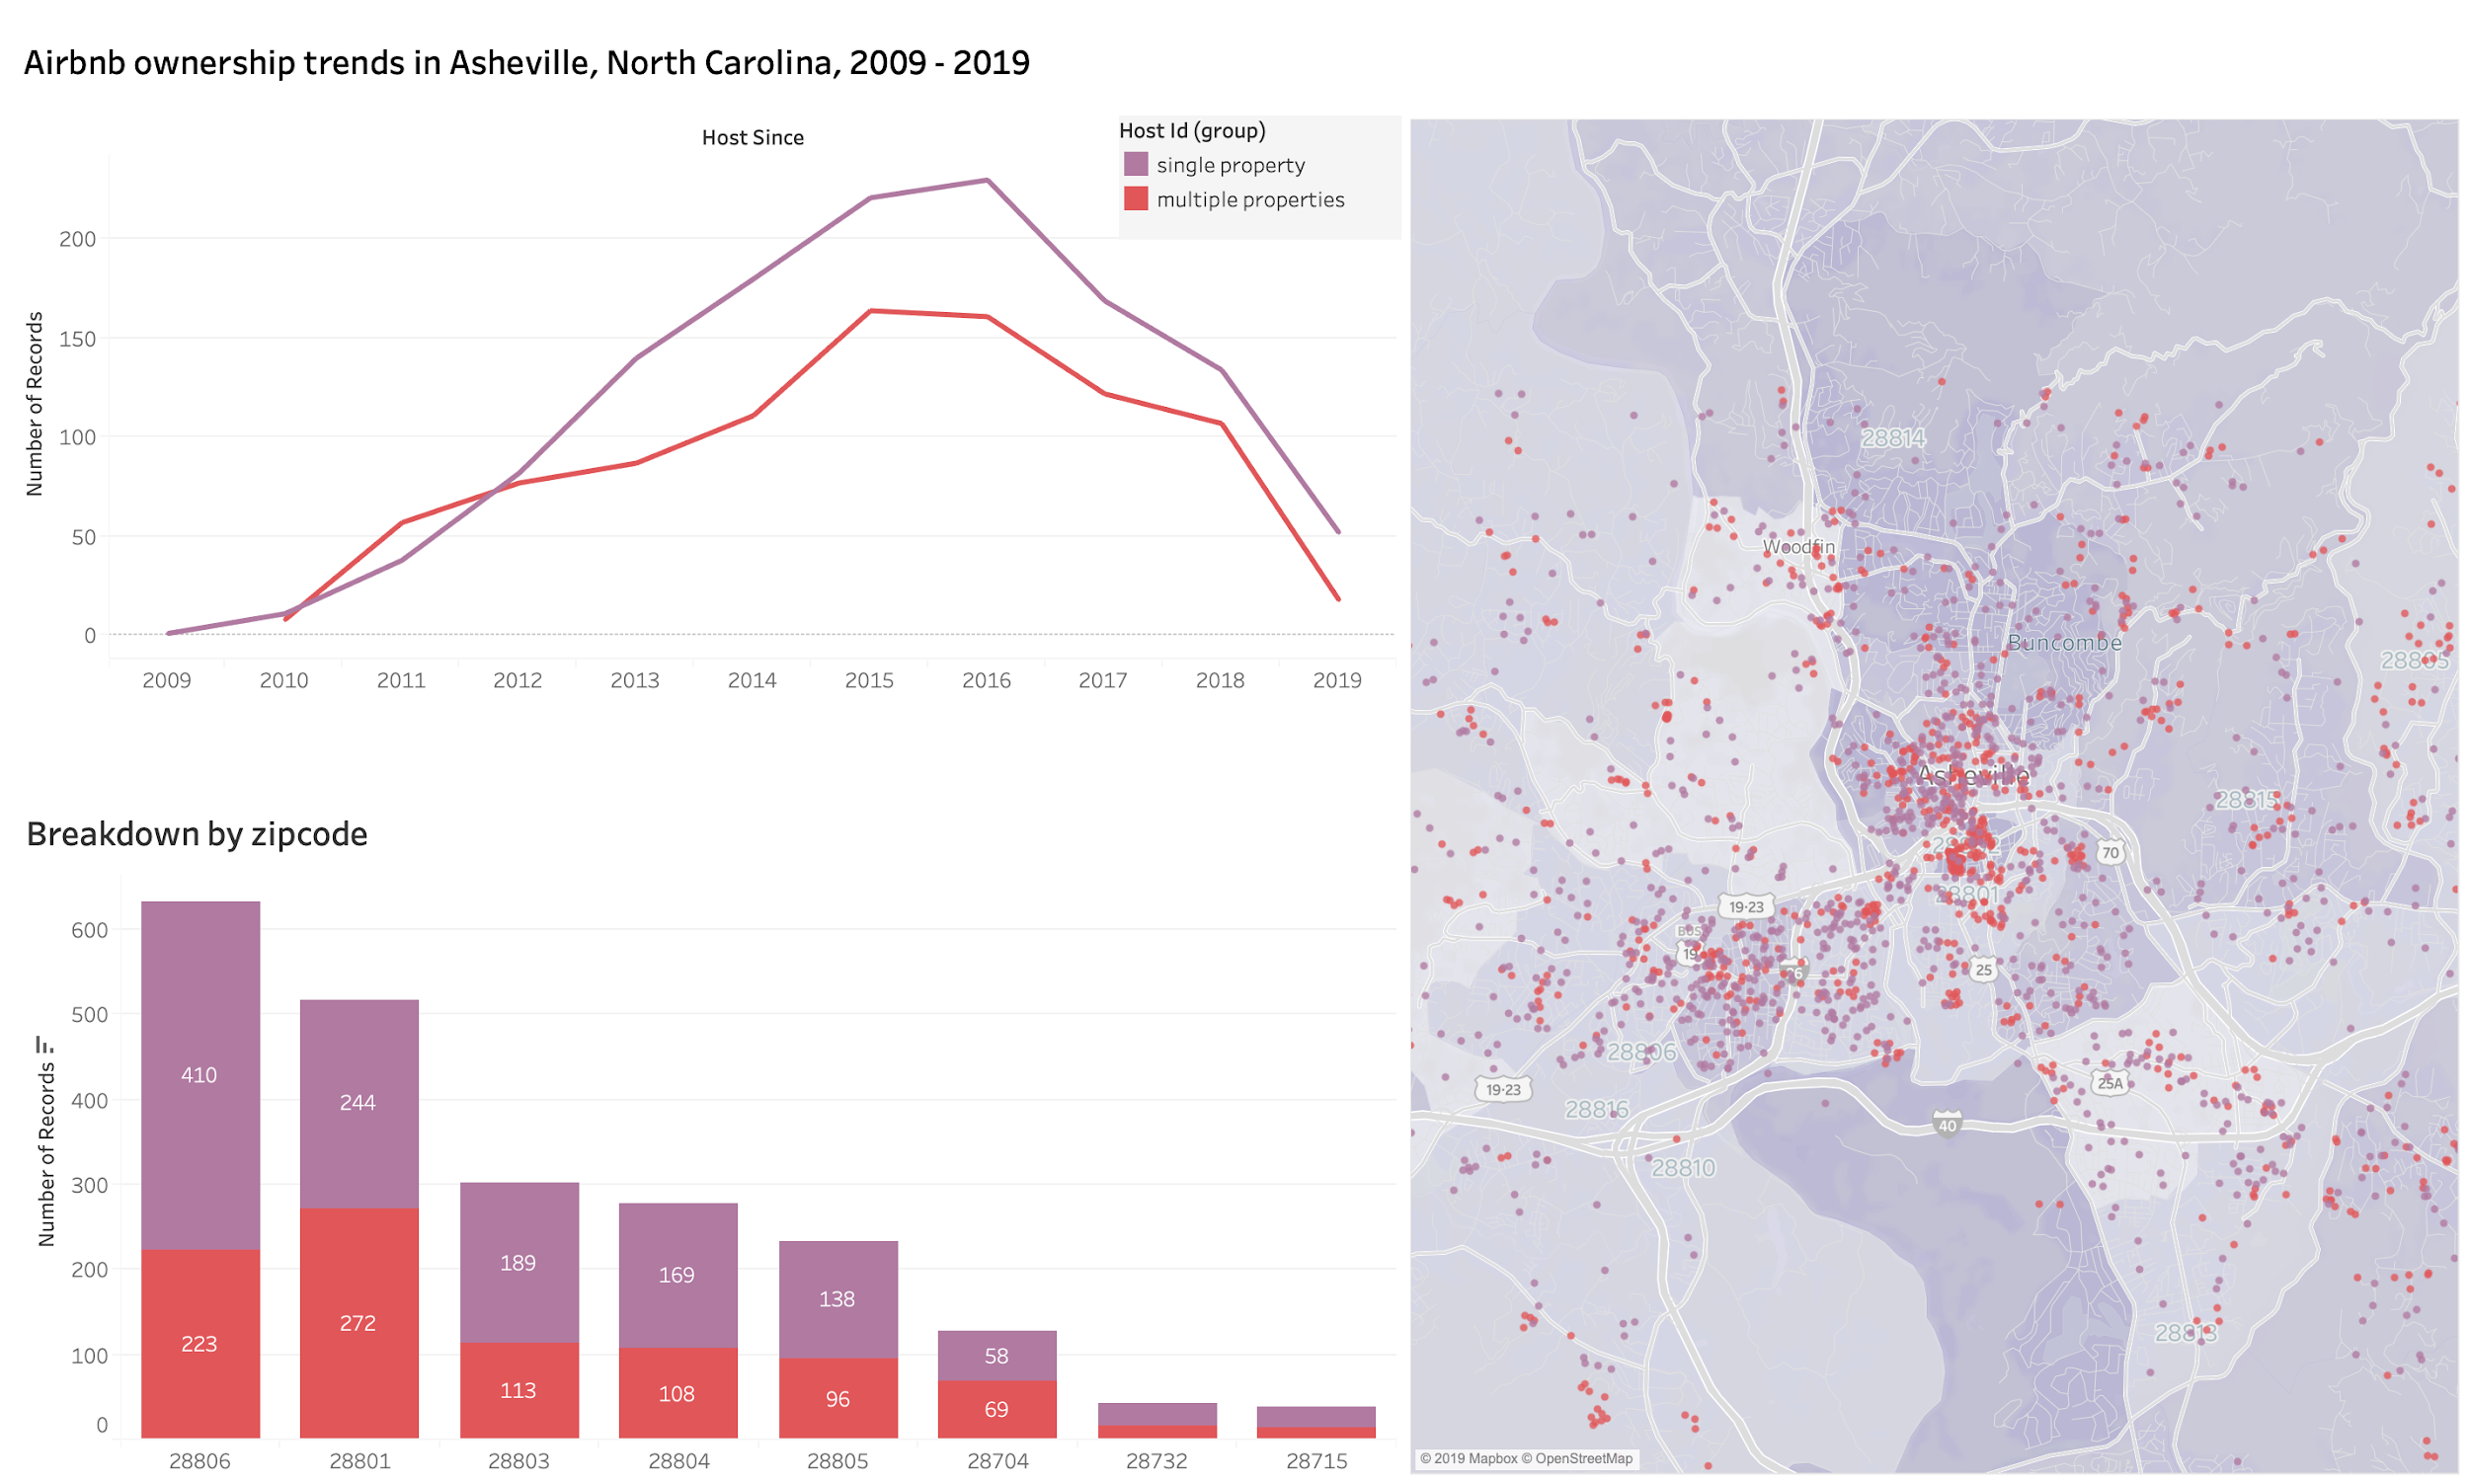 Airbnb ownership trends in Asheville, North Carolina, 2009 - 2019
Host Since
Host Id (group)
single property
multiple properties
Number of Records
200
150
100
50
0
2009 2010 2011 2012 2013 2014 2015 2016 2017 2018 2019
Breakdown by zipcode
Number of Records
600
500
400
300
200
100
0
410 244 189 169 138 58
223 272 113 108 96 69
28806 28801 28803 28804 28805 28704 28732 28715
28814
Woodfin
Buncombe
28805
Asheville
28815
70
28801
19·23
BUS
19
25
28806
25A
19·23
28816
40
28810
28813
© 2019 Mapbox © OpenStreetMap